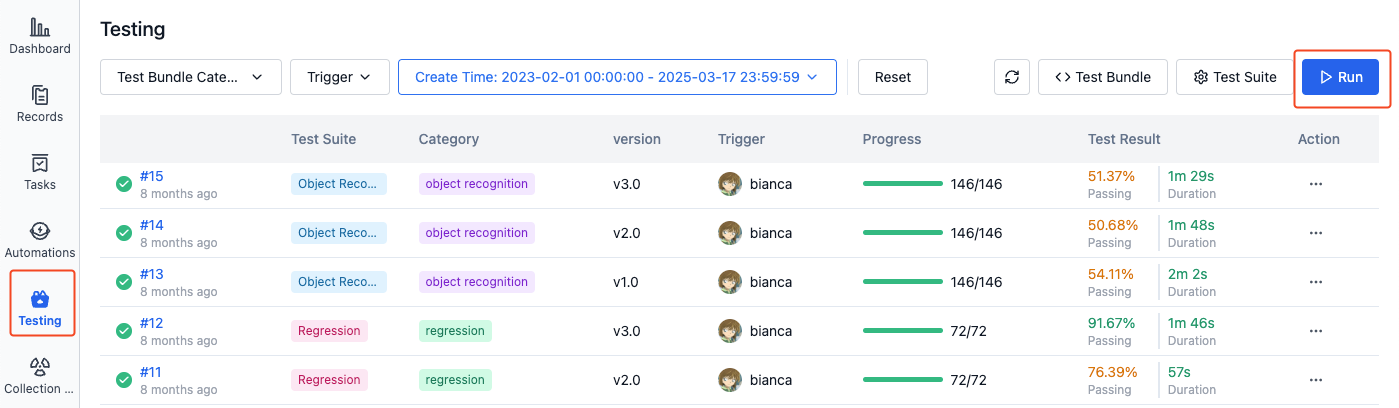 Dashboard
Records
Tasks
Automations
Testing
Collection ...
Testing
Test Bundle Cate... Trigger Create Time: 2023-02-01 00:00:00 - 2025-03-17 23:59:59 Reset Test Bundle Test Suite Run
Test Suite Category version Trigger Progress Test Result Action
#15 Object Reco... object recognition v3.0 bianca 146/146 51.37% 1m 29s
8 months ago Passing Duration
#14 Object Reco... object recognition v2.0 bianca 146/146 50.68% 1m 48s
8 months ago Passing Duration
#13 Object Reco... object recognition v1.0 bianca 146/146 54.11% 2m 2s
8 months ago Passing Duration
#12 Regression regression v3.0 bianca 72/72 91.67% 1m 46s
8 months ago Passing Duration
#11 Regression regression v2.0 bianca 72/72 76.39% 57s
8 months ago Passing Duration